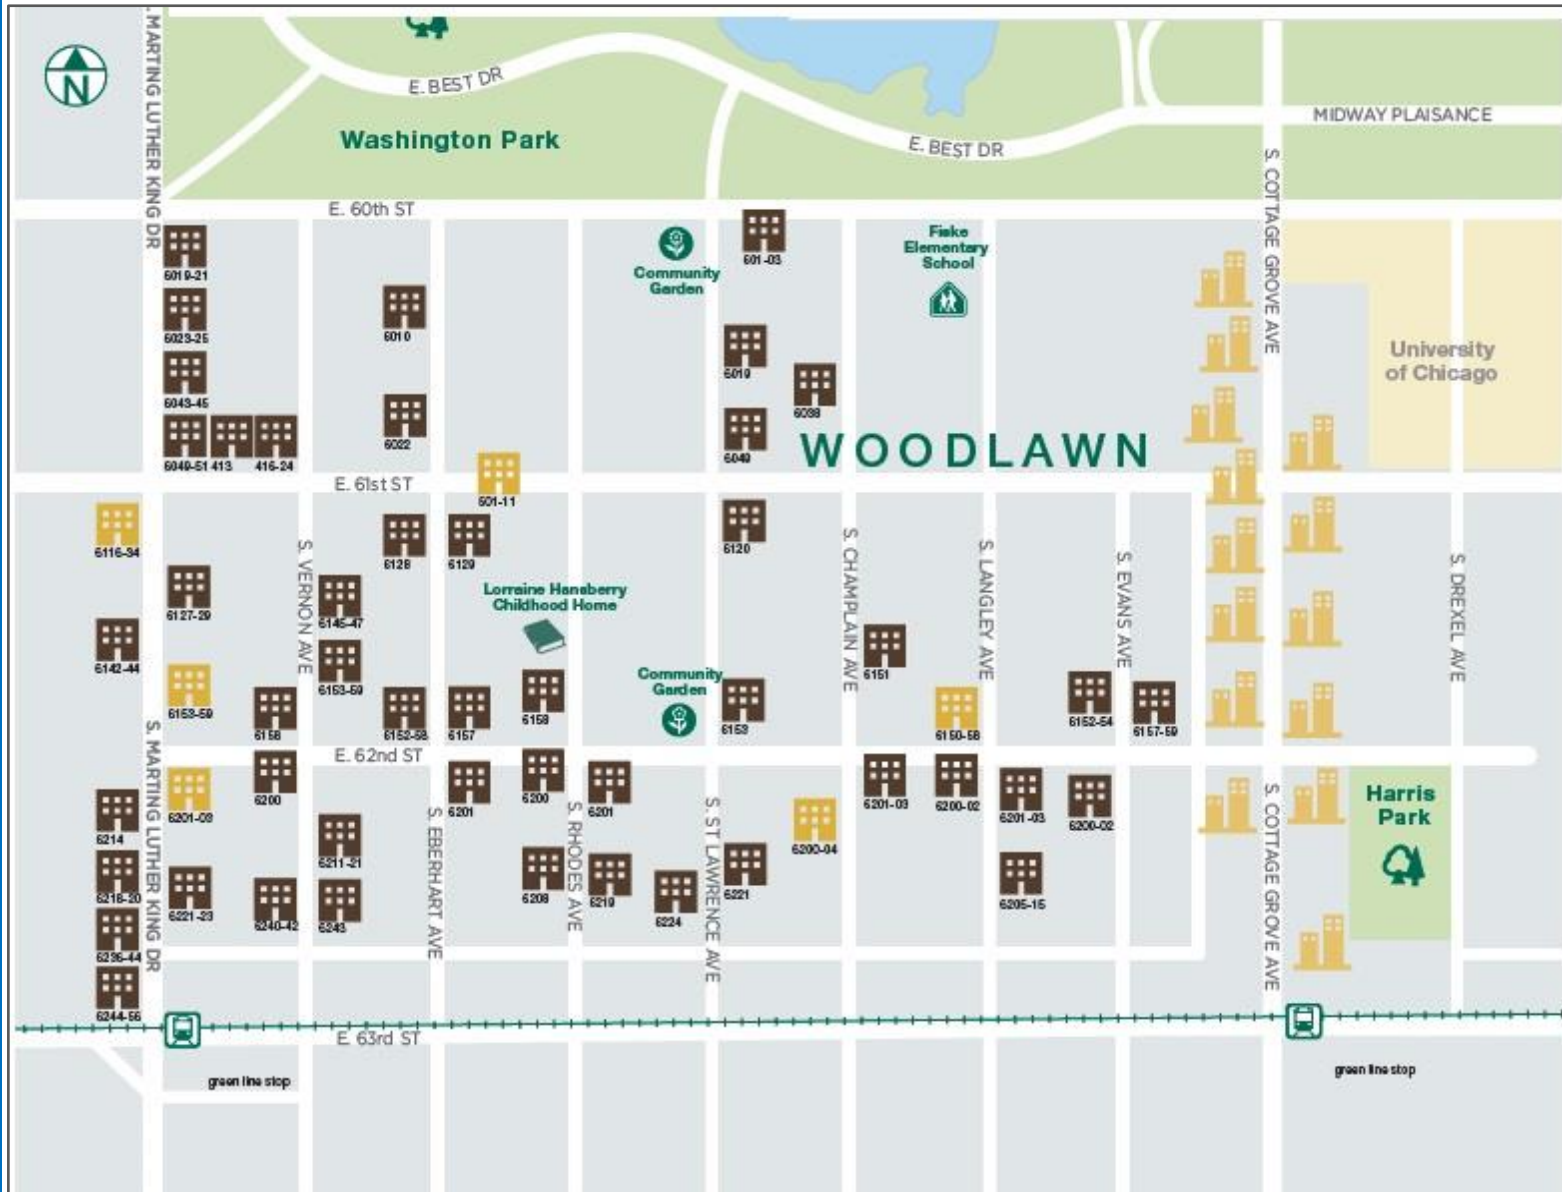 S. MARTING LUTHER KING DR
N
E. BEST DR
Washington Park
E. BEST DR
MIDWAY PLAISANCE
S. COTTAGE GROVE AVE
E. 60th ST
6019-21
6023-25
6043-45
6049-51
413
416-24
6010
6022
Community
Garden
601-03
6019
6049
6038
Fiske
Elementary
School
University
of Chicago
WOODLAWN
E. 61st ST
501-11
6116-34
6127-29
6142-44
6153-59
S. VERNON AVE
6128
6129
6145-47
6153-59
6158
6152-58
6157
Lorraine Hansberry
Childhood Home
6158
Community
Garden
6120
6153
S. CHAMPLAIN AVE
6151
S. LANGLEY AVE
6150-58
S. EVANS AVE
6152-54
6157-59
S. DREXEL AVE
E. 62nd ST
S. MARTING LUTHER KING DR
6214
6218-20
6236-44
6244-56
6201-03
6221-23
6200
6240-42
6211-21
6243
S. EBERHART AVE
6201
6200
6208
S. RHODES AVE
6201
6219
6224
S. ST LAWRENCE AVE
6221
6200-04
6201-03
6200-02
6201-03
6205-15
6200-02
S. COTTAGE GROVE AVE
Harris
Park
E. 63rd ST
green line stop
green line stop